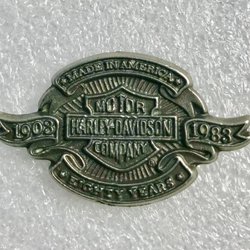 MADE IN AMERICA
MOTOR
1903 HARLEY-DAVIDSON 1983
COMPANY
EIGHTY YEARS